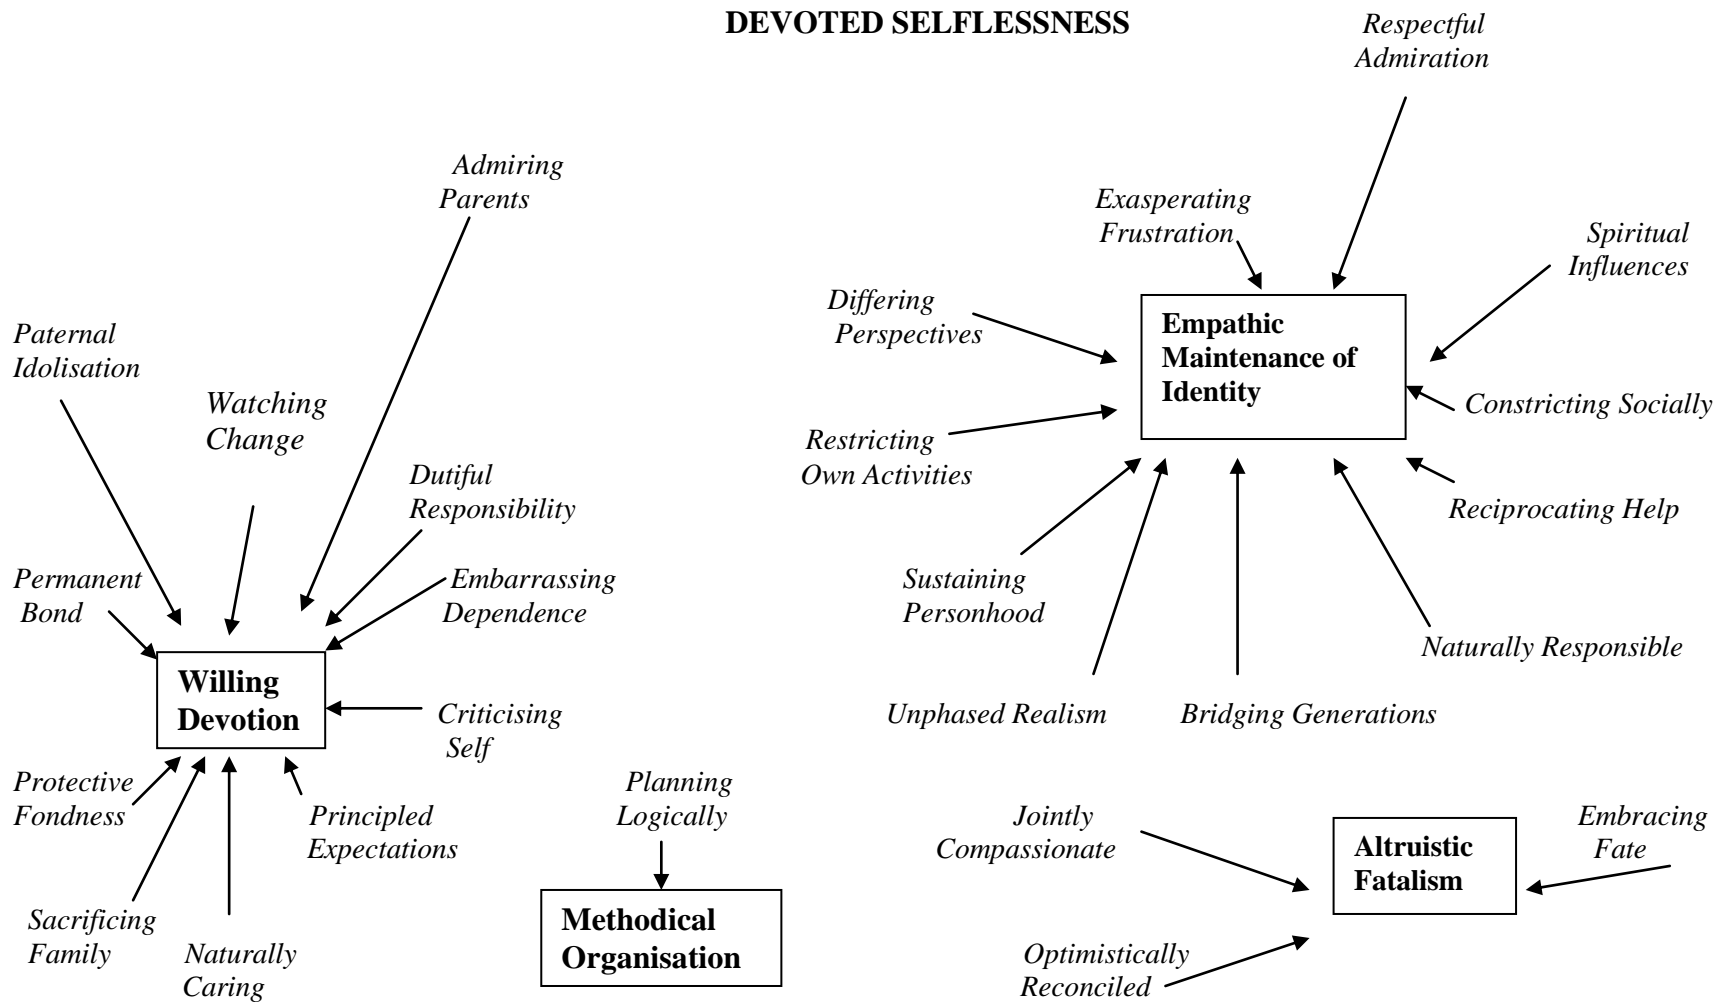 DEVOTED SELFLESSNESS
Respectful
Admiration
Admiring
Parents
Exasperating
Frustration
Spiritual
Influences
Differing
Perspectives
Paternal
Idolisation
Empathic
Maintenance of
Identity
Watching
Change
Constricting Socially
Restricting
Own Activities
Dutiful
Responsibility
Reciprocating Help
Permanent
Bond
Embarrassing
Dependence
Sustaining
Personhood
Naturally Responsible
Willing
Devotion
Criticising
Self
Unphased Realism
Bridging Generations
Protective
Fondness
Principled
Expectations
Planning
Logically
Jointly
Compassionate
Altruistic
Fatalism
Embracing
Fate
Sacrificing
Family
Naturally
Caring
Methodical
Organisation
Optimistically
Reconciled